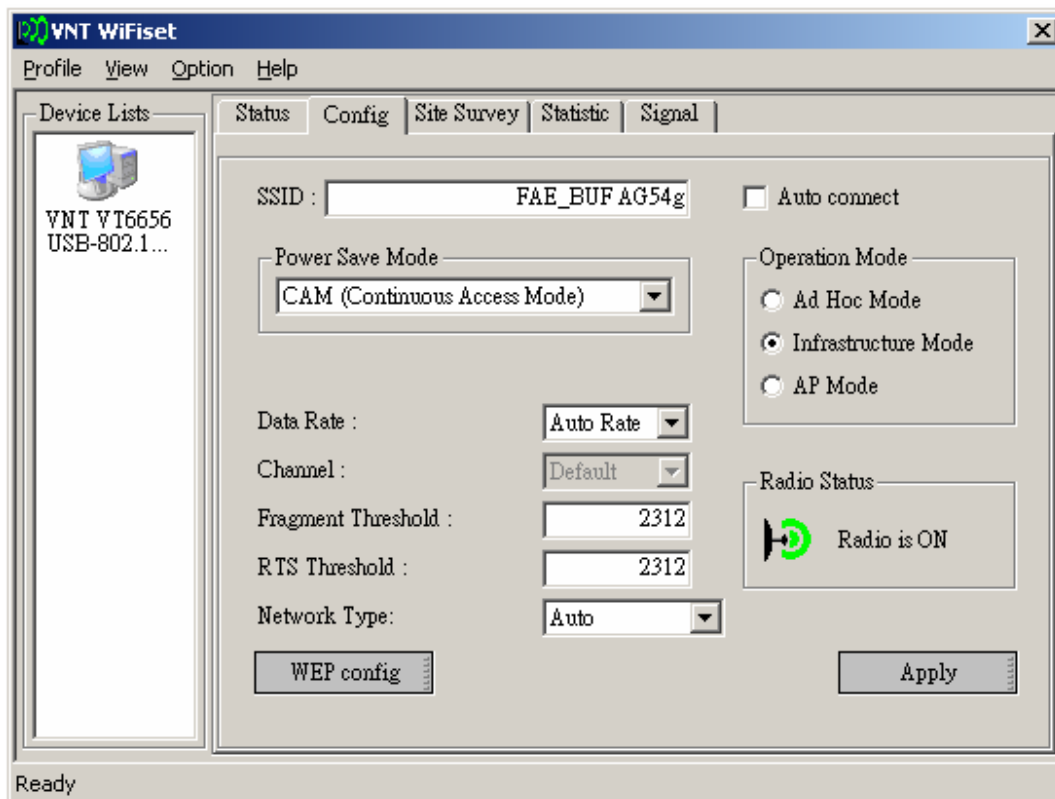 VNT WiFiset
Profile View Option Help
Device Lists
VNT VT6656
USB-802.1...
Status Config Site Survey Statistic Signal
SSID : FAE_BUF AG54g
Auto connect
Power Save Mode
CAM (Continuous Access Mode)
Operation Mode
Ad Hoc Mode
Infrastructure Mode
AP Mode
Data Rate : Auto Rate
Channel : Default
Fragment Threshold : 2312
RTS Threshold : 2312
Network Type: Auto
Radio Status
Radio is ON
WEP config
Apply
Ready